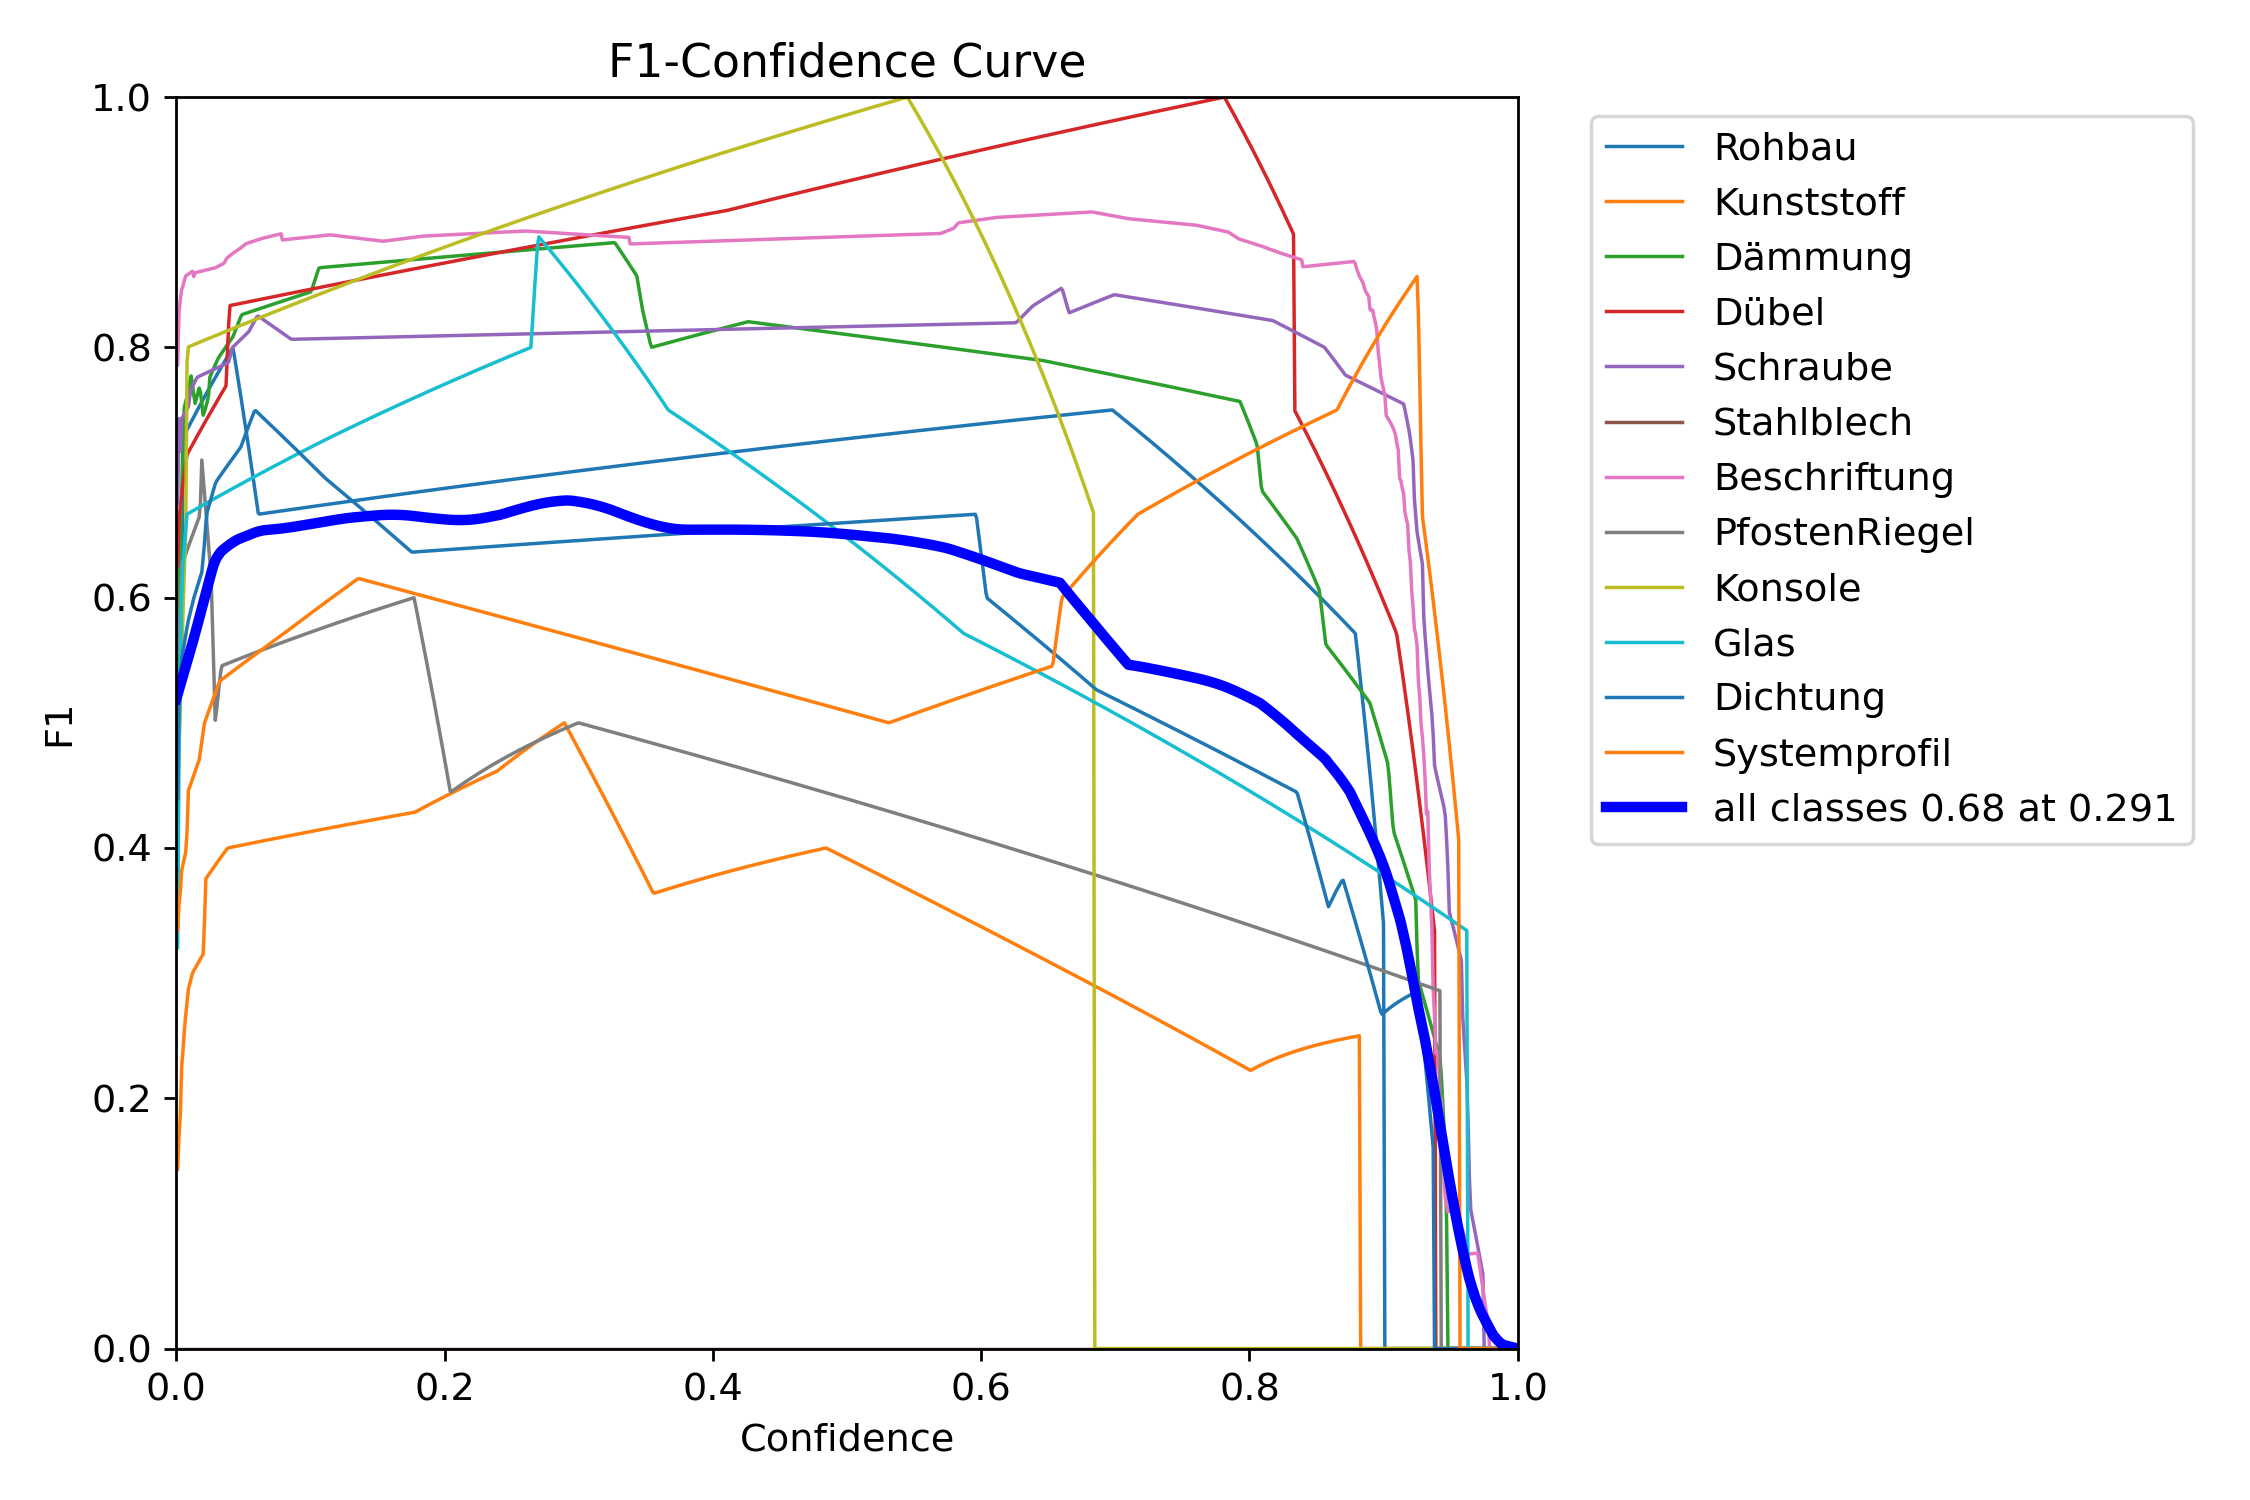 F1-Confidence Curve
1.0
0.8
0.6
0.4
0.2
0.0
F1
0.0 0.2 0.4 0.6 0.8 1.0
Confidence
Rohbau
Kunststoff
Dämmung
Dübel
Schraube
Stahlblech
Beschriftung
PfostenRiegel
Konsole
Glas
Dichtung
Systemprofil
all classes 0.68 at 0.291